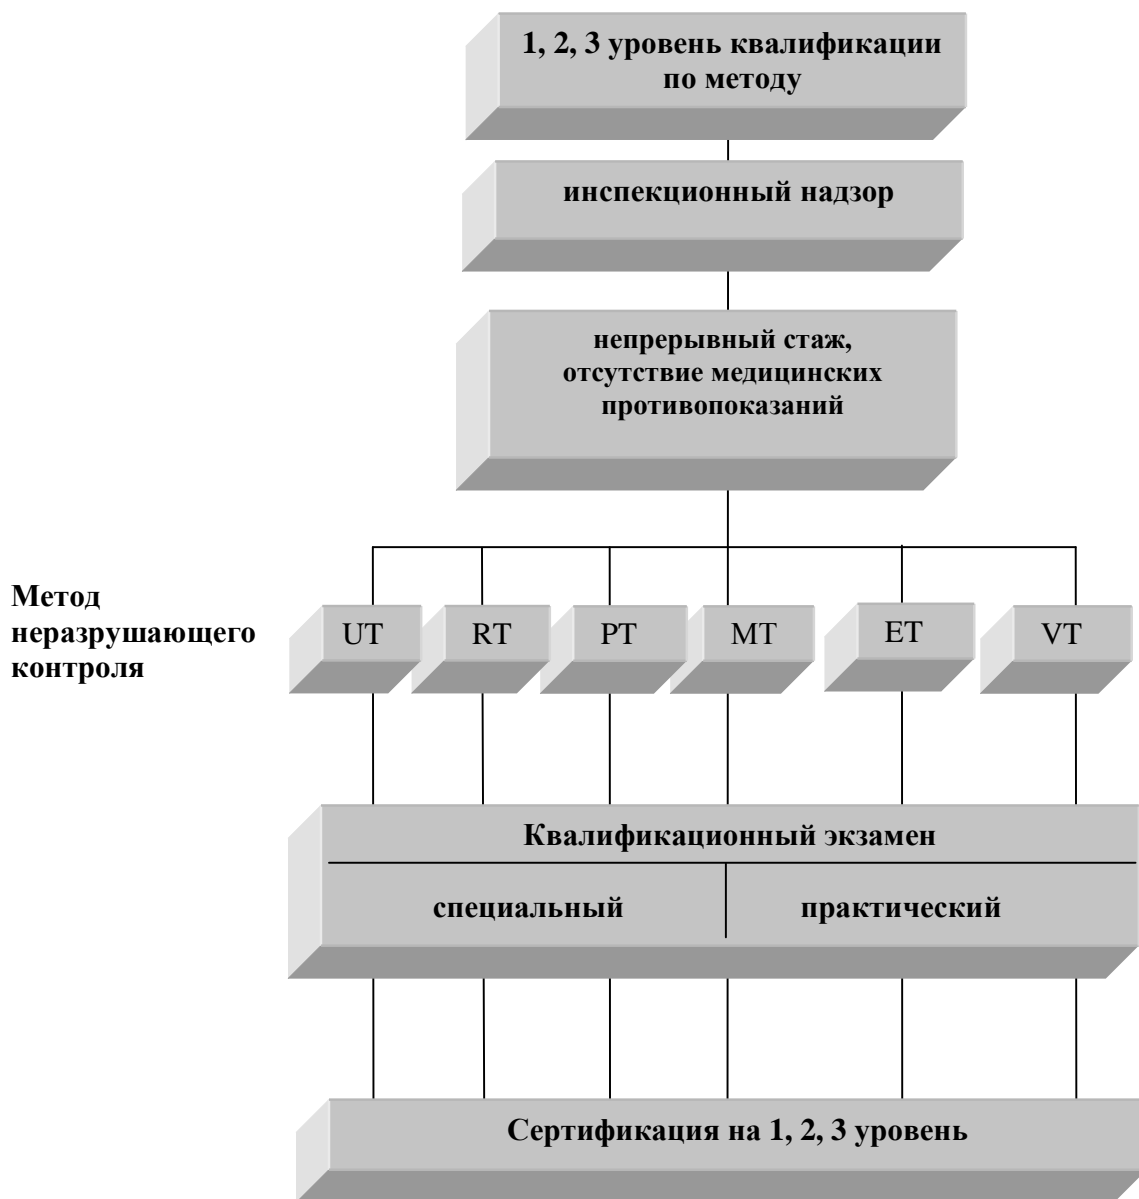 1, 2, 3 уровень квалификации
по методу
инспекционный надзор
непрерывный стаж,
отсутствие медицинских
противопоказаний
Метод
неразрушающего
контроля
UT RT PT MT ET VT
Квалификационный экзамен
специальный практический
Сертификация на 1, 2, 3 уровень